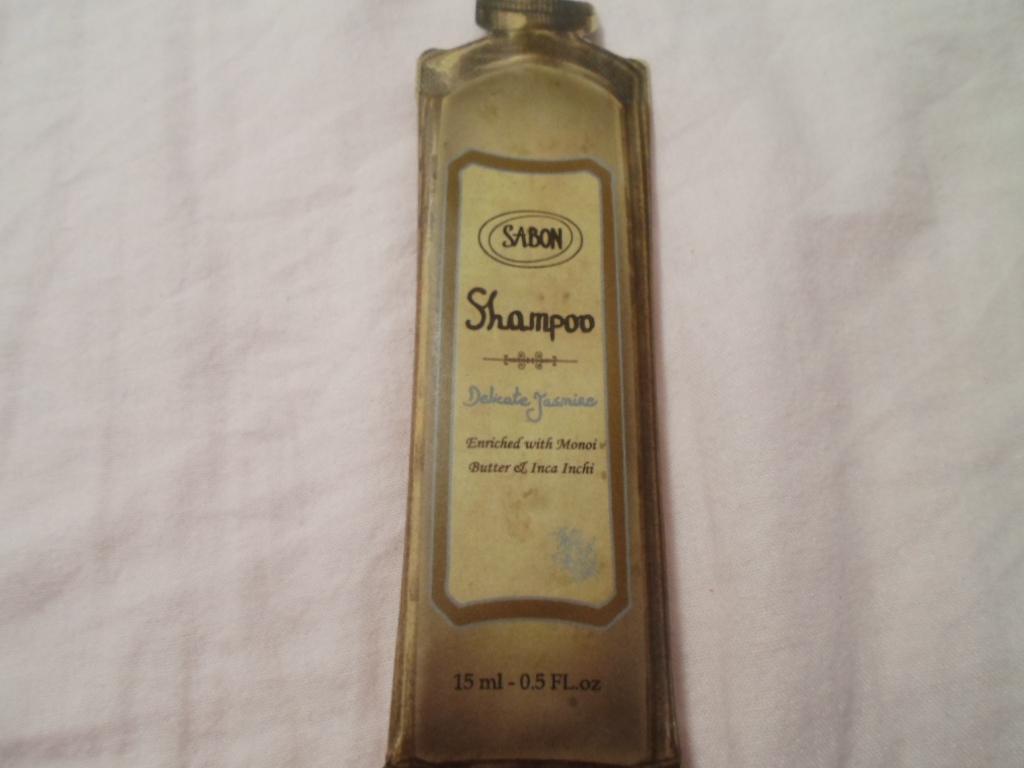 SABON
Shampoo
Delicate Jasmine
Enriched with Monoi
Butter & Inca Inchi
15 ml - 0.5 FL.oz